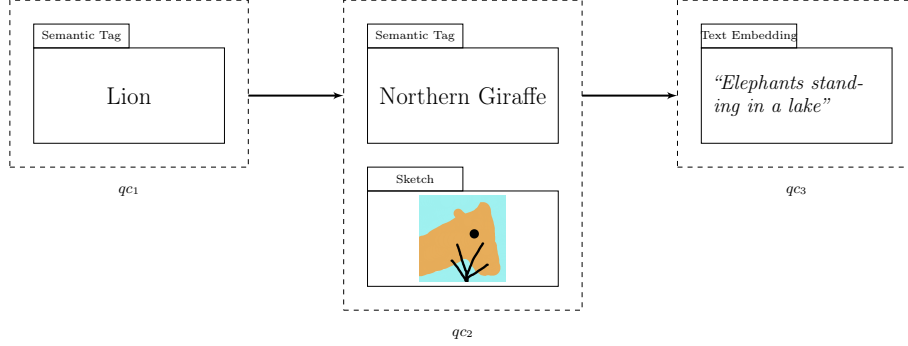 Semantic Tag
Lion
qc1
Semantic Tag
Northern Giraffe
Sketch
qc2
Text Embedding
“Elephants stand-
ing in a lake”
qc3